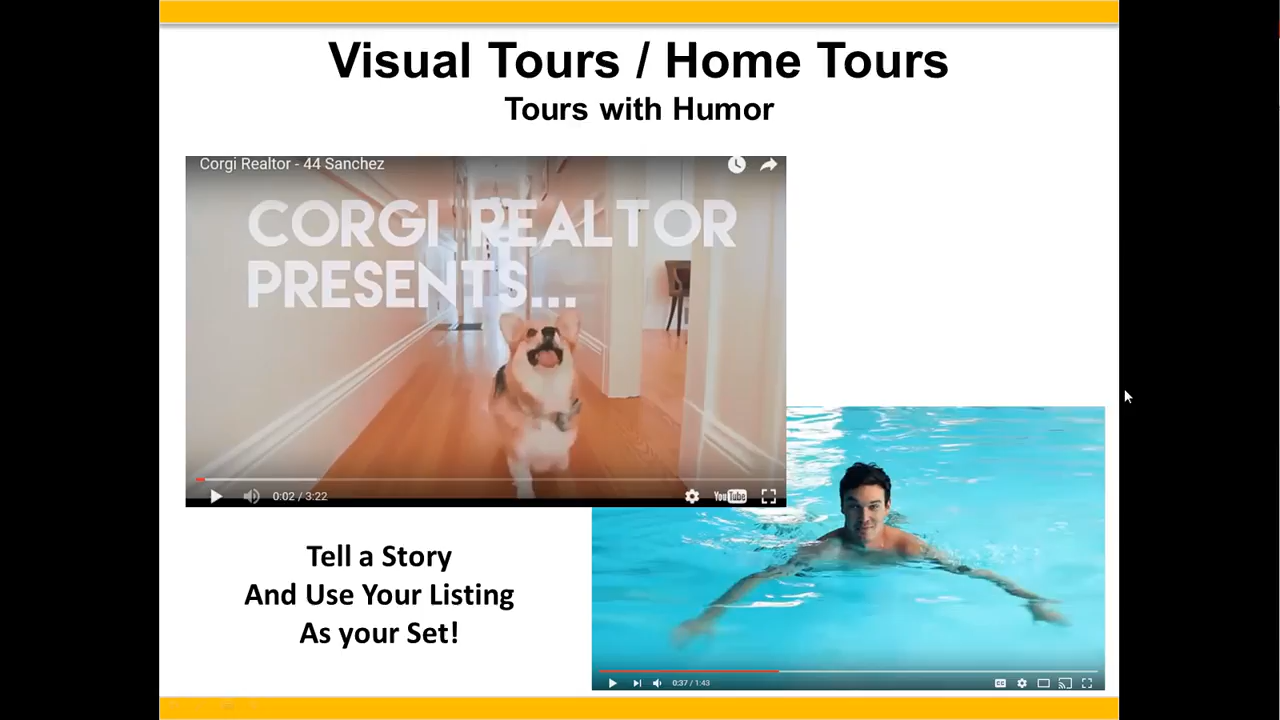 Visual Tours / Home Tours
Tours with Humor
Corgi Realtor - 44 Sanchez
CORGI REALTOR
PRESENTS...
0:02 / 3:22
YouTube
Tell a Story
And Use Your Listing
As your Set!
0:37 / 1:43
CC